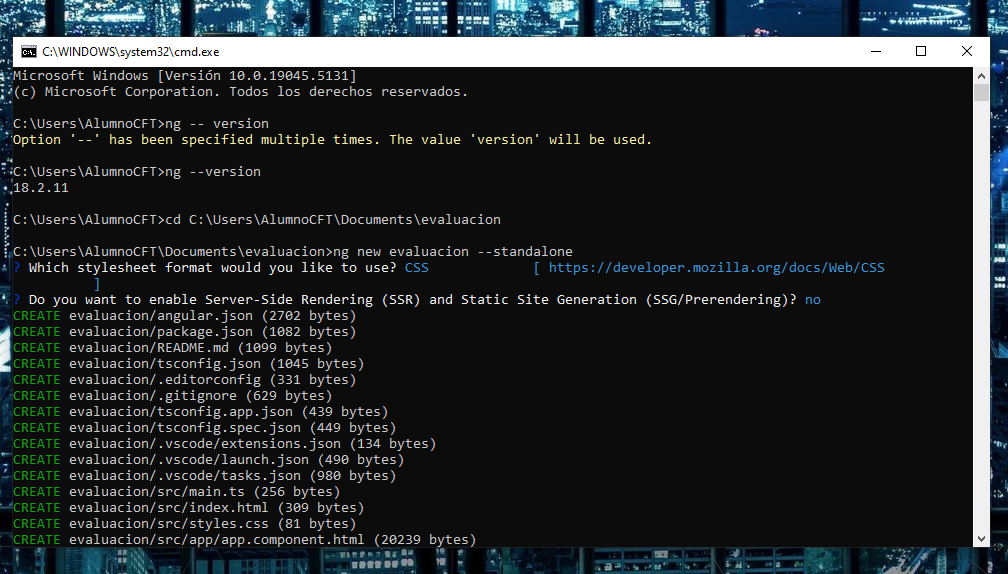 C:\WINDOWS\system32\cmd.exe
Microsoft Windows [Versión 10.0.19045.5131]
(c) Microsoft Corporation. Todos los derechos reservados.
C:\Users\AlumnoCFT>ng -- version
Option '--' has been specified multiple times. The value 'version' will be used.
C:\Users\AlumnoCFT>ng --version
18.2.11
C:\Users\AlumnoCFT>cd C:\Users\AlumnoCFT\Documents\evaluacion
C:\Users\AlumnoCFT\Documents\evaluacion>ng new evaluacion --standalone
? Which stylesheet format would you like to use? CSS [ https://developer.mozilla.org/docs/Web/CSS
]
? Do you want to enable Server-Side Rendering (SSR) and Static Site Generation (SSG/Prerendering)? no
CREATE evaluacion/angular.json (2702 bytes)
CREATE evaluacion/package.json (1082 bytes)
CREATE evaluacion/README.md (1099 bytes)
CREATE evaluacion/tsconfig.json (1045 bytes)
CREATE evaluacion/.editorconfig (331 bytes)
CREATE evaluacion/.gitignore (629 bytes)
CREATE evaluacion/tsconfig.app.json (439 bytes)
CREATE evaluacion/tsconfig.spec.json (449 bytes)
CREATE evaluacion/.vscode/extensions.json (134 bytes)
CREATE evaluacion/.vscode/launch.json (490 bytes)
CREATE evaluacion/.vscode/tasks.json (980 bytes)
CREATE evaluacion/src/main.ts (256 bytes)
CREATE evaluacion/src/index.html (309 bytes)
CREATE evaluacion/src/styles.css (81 bytes)
CREATE evaluacion/src/app/app.component.html (20239 bytes)